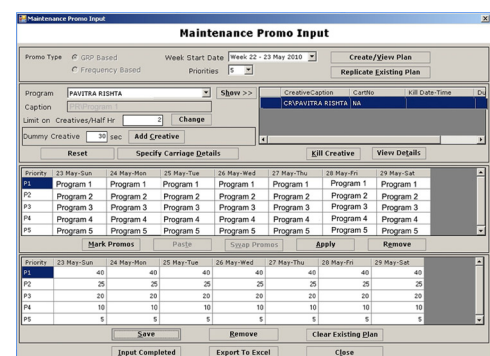 Maintenance Promo Input
Maintenance Promo Input
Promo Type GRP Based Week Start Date Week 22 - 23 May 2010 Create/View Plan
Frequency Based Priorities 5 Replicate Existing Plan
Program PAVITRA RISHTA Show >> CreativeCaption CartNo Kill Date-Time Du
Caption PR\Program 1 CR\PAVITRA RISHTA NA
Limit on Creatives/Half Hr 2 Change
Dummy Creative 30 sec Add Creative
Reset Specify Carriage Details Kill Creative View Details
Priority 23 May-Sun 24 May-Mon 25 May-Tue 26 May-Wed 27 May-Thu 28 May-Fri 29 May-Sat
P1 Program 1 Program 1 Program 1 Program 1 Program 1 Program 1 Program 1
P2 Program 2 Program 2 Program 2 Program 2 Program 2 Program 2 Program 2
P3 Program 3 Program 3 Program 3 Program 3 Program 3 Program 3 Program 3
P4 Program 4 Program 4 Program 4 Program 4 Program 4 Program 4 Program 4
P5 Program 5 Program 5 Program 5 Program 5 Program 5 Program 5 Program 5
Mark Promos Paste Swap Promos Apply Remove
Priority 23 May-Sun 24 May-Mon 25 May-Tue 26 May-Wed 27 May-Thu 28 May-Fri 29 May-Sat
P1 40 40 40 40 40 40 40
P2 25 25 25 25 25 25 25
P3 20 20 20 20 20 20 20
P4 10 10 10 10 10 10 10
P5 5 5 5 5 5 5 5
Save Remove Clear Existing Plan
Input Completed Export To Excel Close